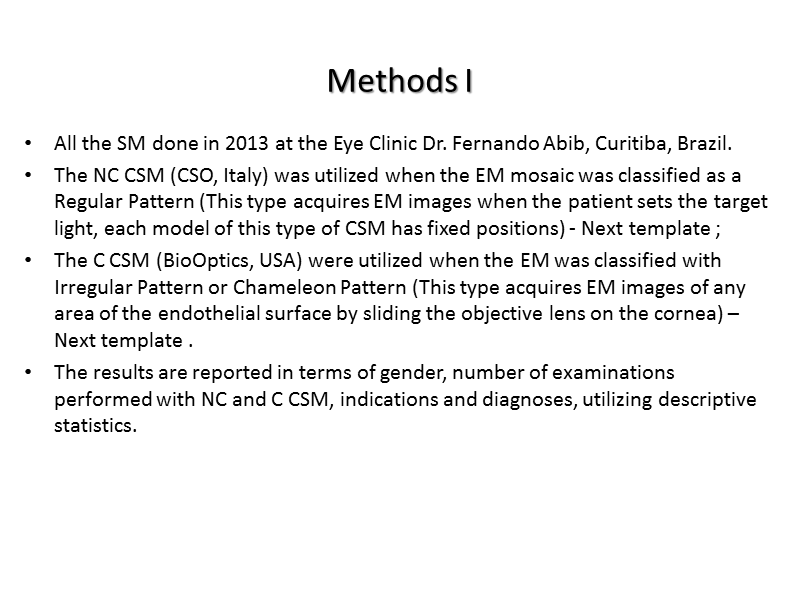 Methods I
• All the SM done in 2013 at the Eye Clinic Dr. Fernando Abib, Curitiba, Brazil.
• The NC CSM (CSO, Italy) was utilized when the EM mosaic was classified as a
Regular Pattern (This type acquires EM images when the patient sets the target
light, each model of this type of CSM has fixed positions) - Next template ;
• The C CSM (BioOptics, USA) were utilized when the EM was classified with
Irregular Pattern or Chameleon Pattern (This type acquires EM images of any
area of the endothelial surface by sliding the objective lens on the cornea) –
Next template .
• The results are reported in terms of gender, number of examinations
performed with NC and C CSM, indications and diagnoses, utilizing descriptive
statistics.